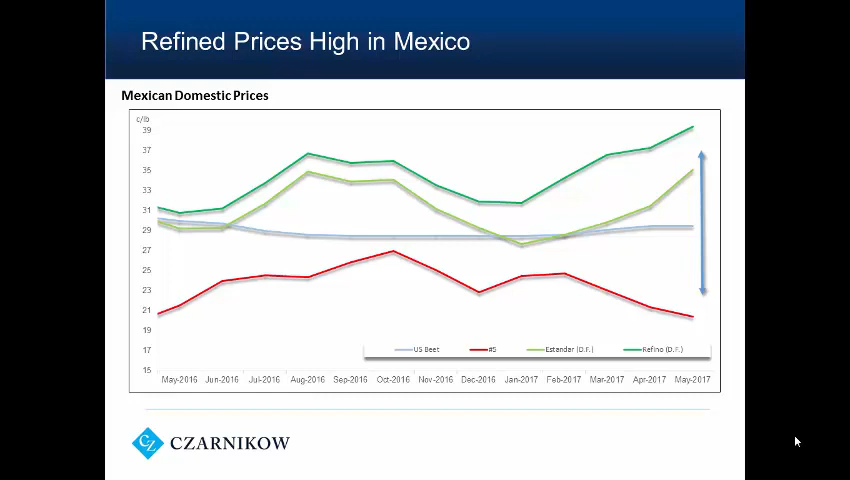 Refined Prices High in Mexico
Mexican Domestic Prices
c/lb
39
37
35
33
31
29
27
25
23
21
19
17
15
US Beet #5 Estandar (D.F.) Refino (D.F.)
May-2016 Jun-2016 Jul-2016 Aug-2016 Sep-2016 Oct-2016 Nov-2016 Dec-2016 Jan-2017 Feb-2017 Mar-2017 Apr-2017 May-2017
CZ CZARNIKOW